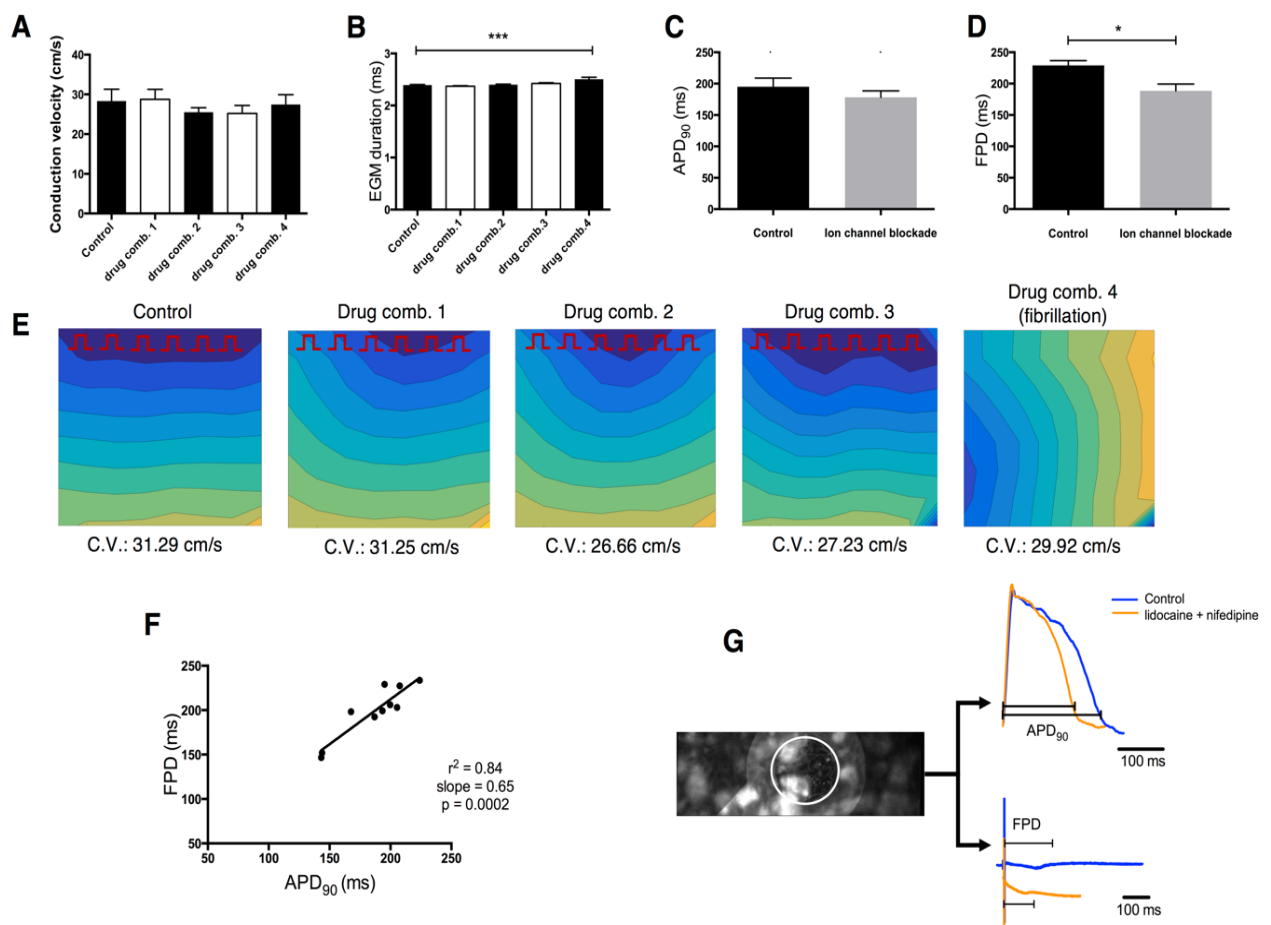 A
Conduction velocity (cm/s)
40
30
20
10
0
Control
drug comb. 1
drug comb. 2
drug comb. 3
drug comb. 4
B
***
EGM duration (ms)
3
2
1
0
Control
drug comb.1
drug comb.2
drug comb.3
drug comb.4
C
APD90 (ms)
250
200
150
100
50
0
Control
Ion channel blockade
D
*
FPD (ms)
250
200
150
100
50
0
Control
Ion channel blockade
E
Control
Drug comb. 1
Drug comb. 2
Drug comb. 3
Drug comb. 4
(fibrillation)
C.V.: 31.29 cm/s
C.V.: 31.25 cm/s
C.V.: 26.66 cm/s
C.V.: 27.23 cm/s
C.V.: 29.92 cm/s
F
FPD (ms)
250
200
150
100
50
50
100
150
200
250
APD90 (ms)
r2 = 0.84
slope = 0.65
p = 0.0002
G
Control
lidocaine + nifedipine
APD90
100 ms
FPD
100 ms